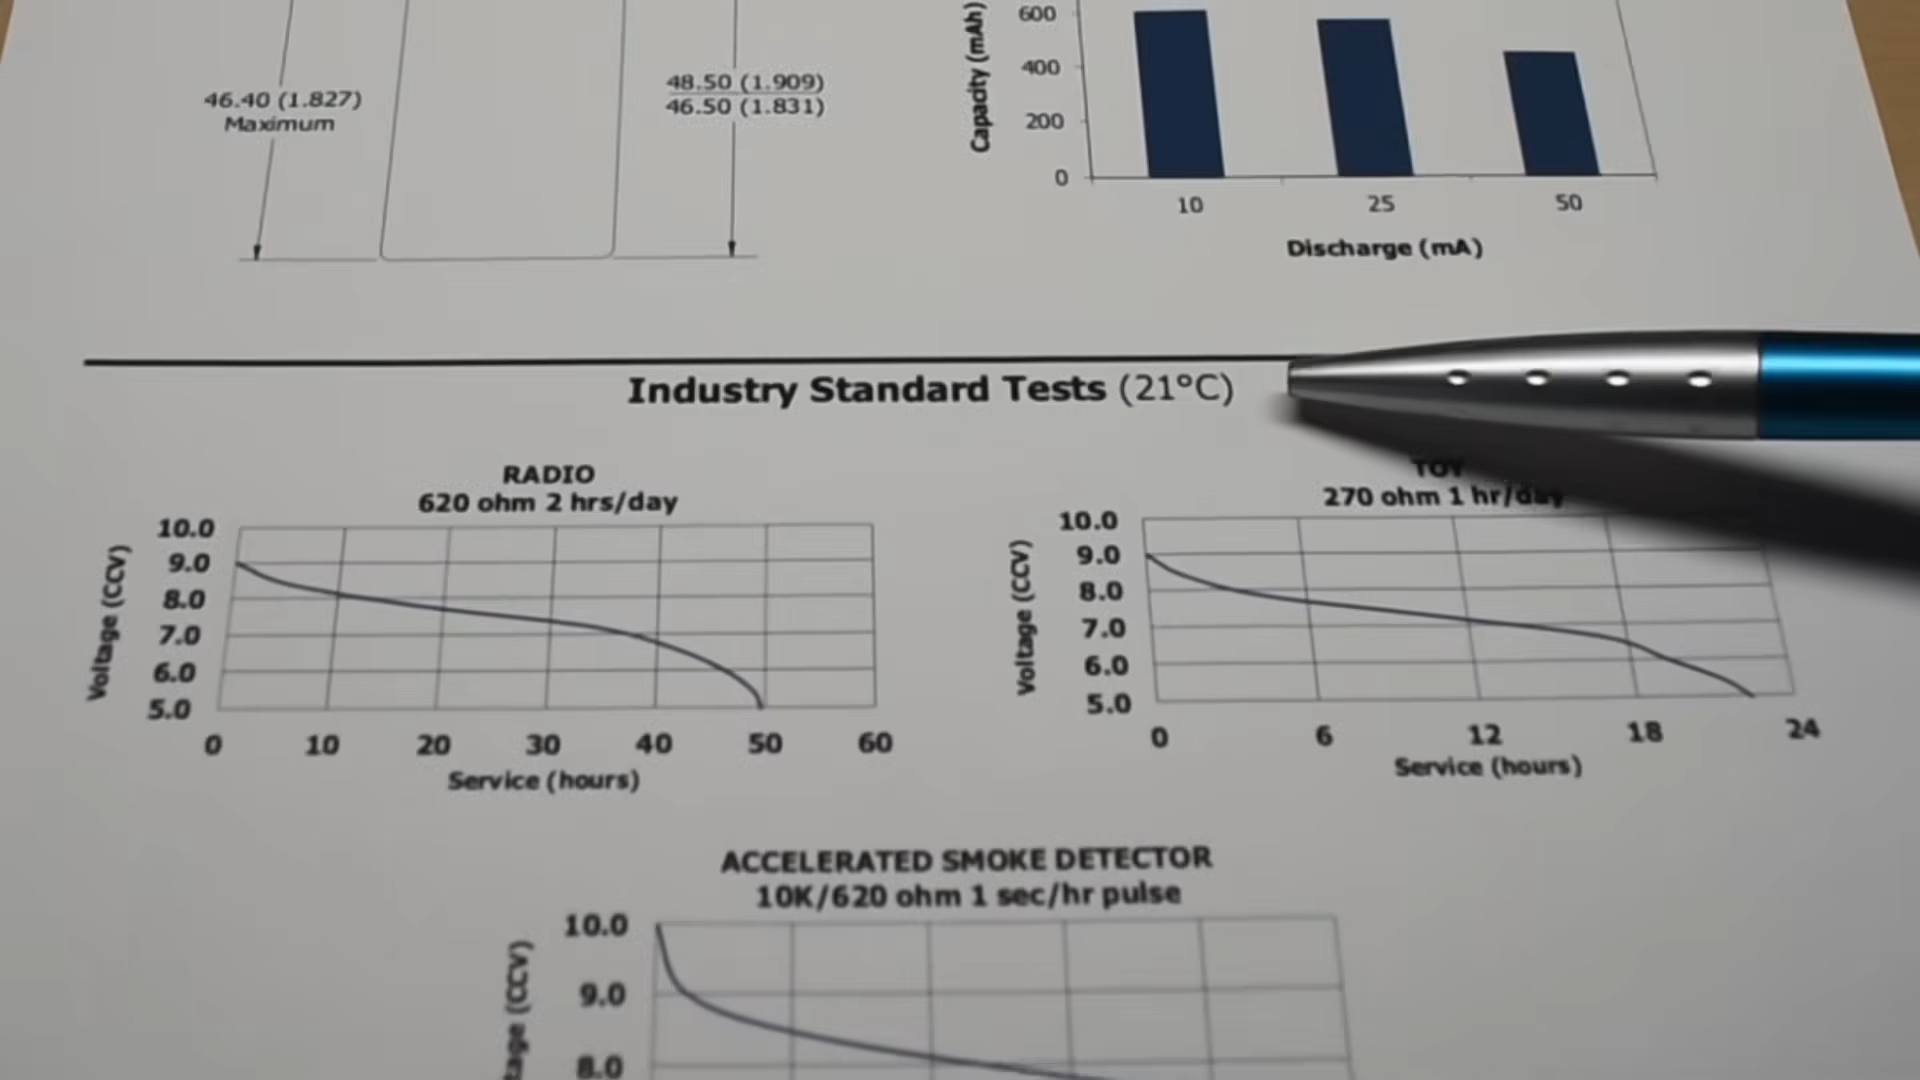 46.40 (1.827)
Maximum
48.50 (1.909)
46.50 (1.831)
Capacity (mAh)
600
400
200
0
10 25 50
Discharge (mA)
Industry Standard Tests (21°C)
RADIO
620 ohm 2 hrs/day
Voltage (CCV)
10.0
9.0
8.0
7.0
6.0
5.0
0 10 20 30 40 50 60
Service (hours)
TOY
270 ohm 1 hr/day
Voltage (CCV)
10.0
9.0
8.0
7.0
6.0
5.0
0 6 12 18 24
Service (hours)
ACCELERATED SMOKE DETECTOR
10K/620 ohm 1 sec/hr pulse
(CCV)
10.0
9.0
8.0